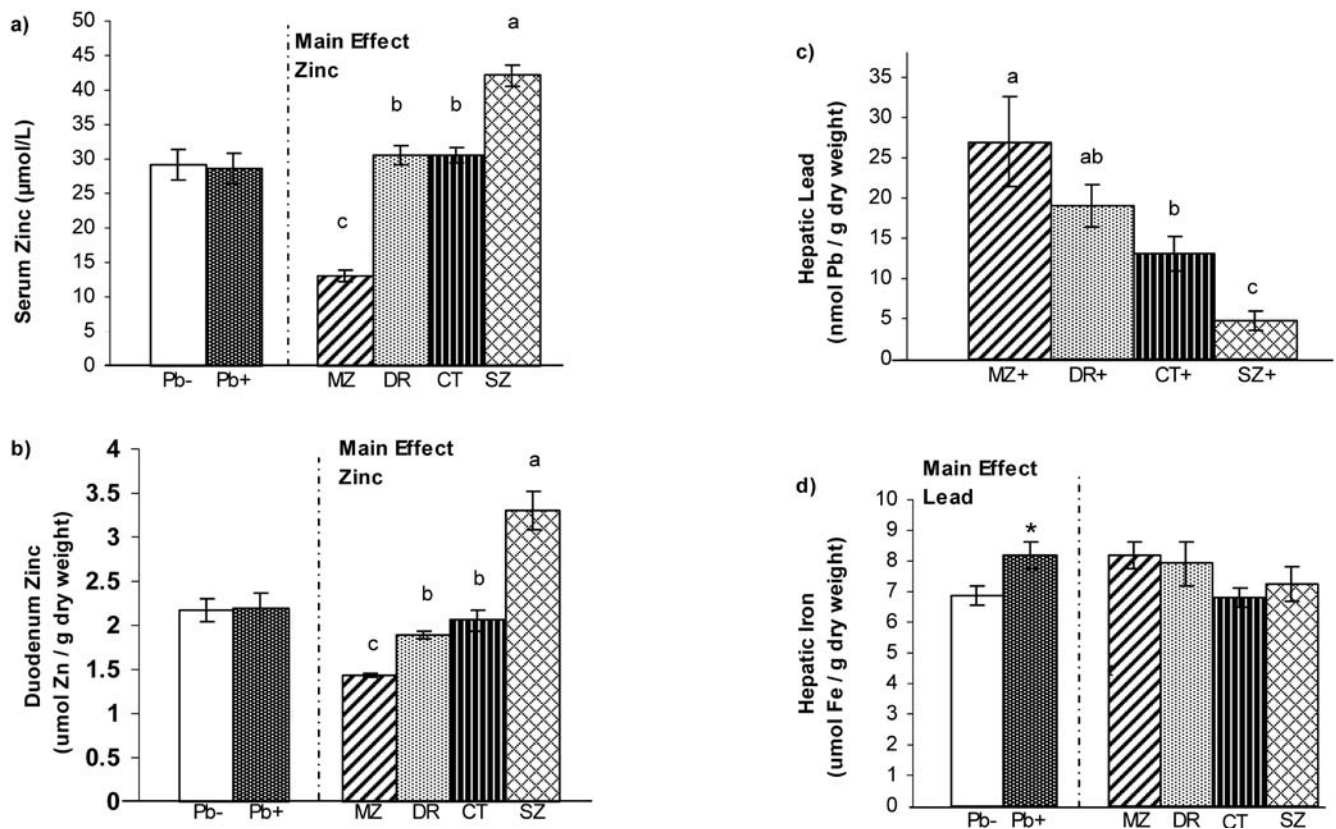 a)
Serum Zinc (µmol/L)
50
45
40
35
30
25
20
15
10
5
0
Main Effect
Zinc
c
b
b
a
Pb- Pb+ MZ DR CT SZ
b)
Duodenum Zinc
(umol Zn / g dry weight)
4
3.5
3
2.5
2
1.5
1
0.5
0
Main Effect
Zinc
c
b
b
a
Pb- Pb+ MZ DR CT SZ
c)
Hepatic Lead
(nmol Pb / g dry weight)
35
30
25
20
15
10
5
0
a
ab
b
c
MZ+ DR+ CT+ SZ+
d)
Hepatic Iron
(umol Fe / g dry weight)
10
9
8
7
6
5
4
3
2
1
0
Main Effect
Lead
*
Pb- Pb+ MZ DR CT SZ